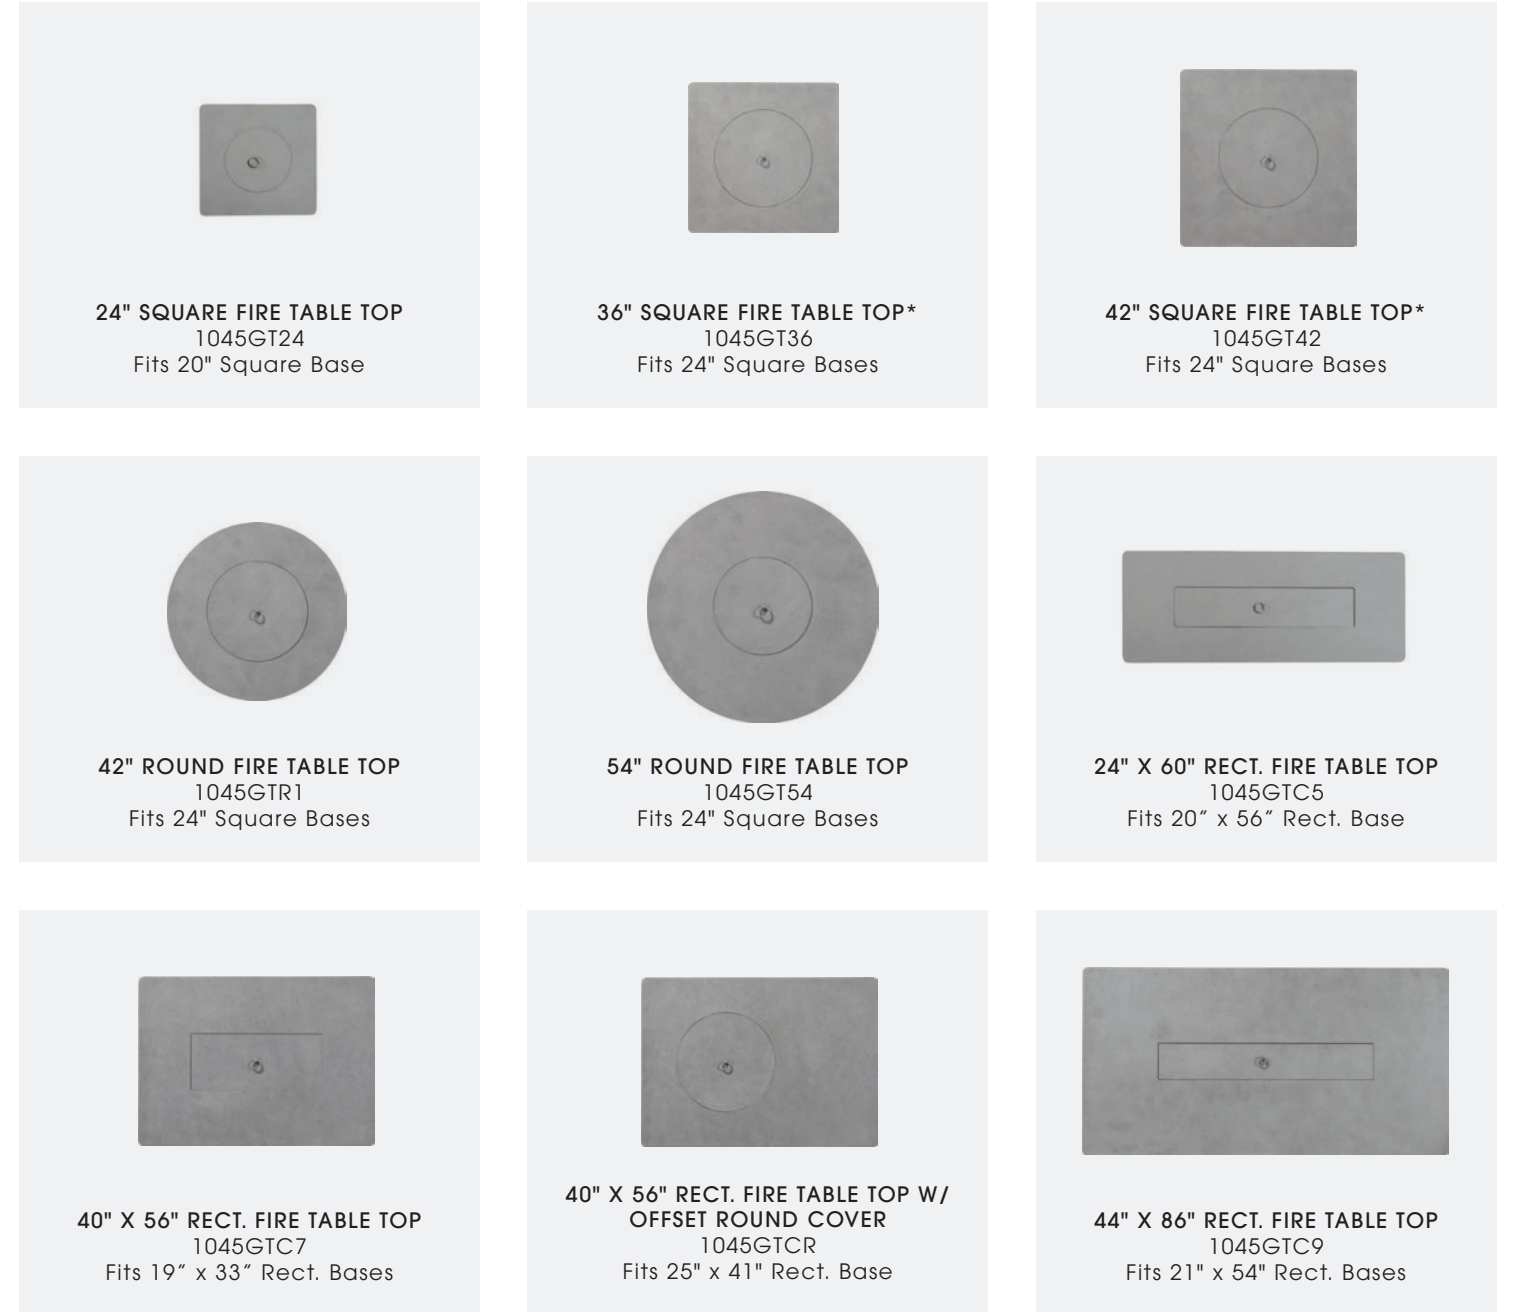 24" SQUARE FIRE TABLE TOP
1045GT24
Fits 20" Square Base
36" SQUARE FIRE TABLE TOP*
1045GT36
Fits 24" Square Bases
42" SQUARE FIRE TABLE TOP*
1045GT42
Fits 24" Square Bases
42" ROUND FIRE TABLE TOP
1045GTR1
Fits 24" Square Bases
54" ROUND FIRE TABLE TOP
1045GT54
Fits 24" Square Bases
24" X 60" RECT. FIRE TABLE TOP
1045GTC5
Fits 20” x 56” Rect. Base
40" X 56" RECT. FIRE TABLE TOP
1045GTC7
Fits 19” x 33” Rect. Bases
40" X 56" RECT. FIRE TABLE TOP W/
OFFSET ROUND COVER
1045GTCR
Fits 25" x 41" Rect. Base
44" X 86" RECT. FIRE TABLE TOP
1045GTC9
Fits 21" x 54" Rect. Bases